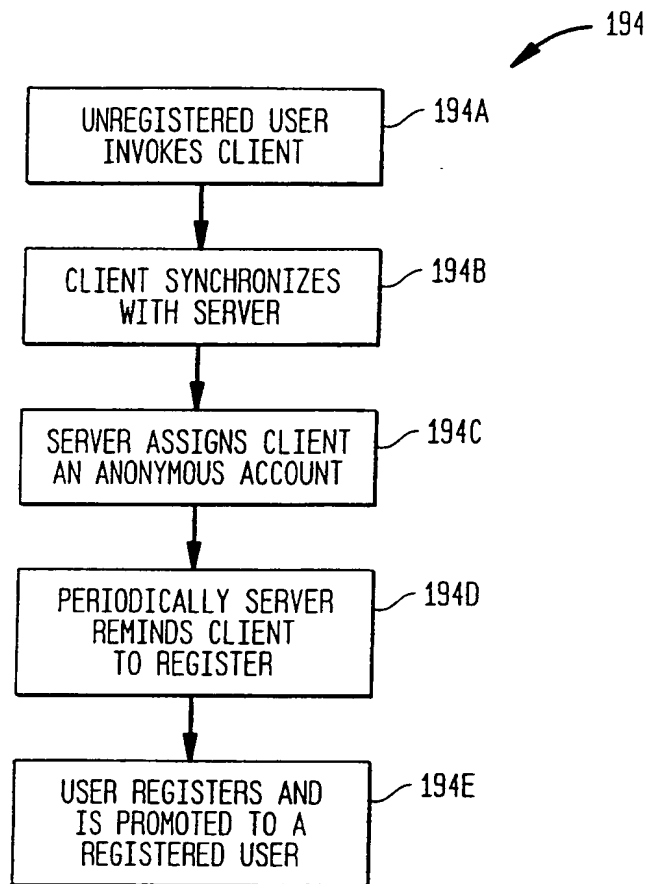 194
UNREGISTERED USER
INVOKES CLIENT
194A
CLIENT SYNCHRONIZES
WITH SERVER
194B
SERVER ASSIGNS CLIENT
AN ANONYMOUS ACCOUNT
194C
PERIODICALLY SERVER
REMINDS CLIENT
TO REGISTER
194D
USER REGISTERS AND
IS PROMOTED TO A
REGISTERED USER
194E